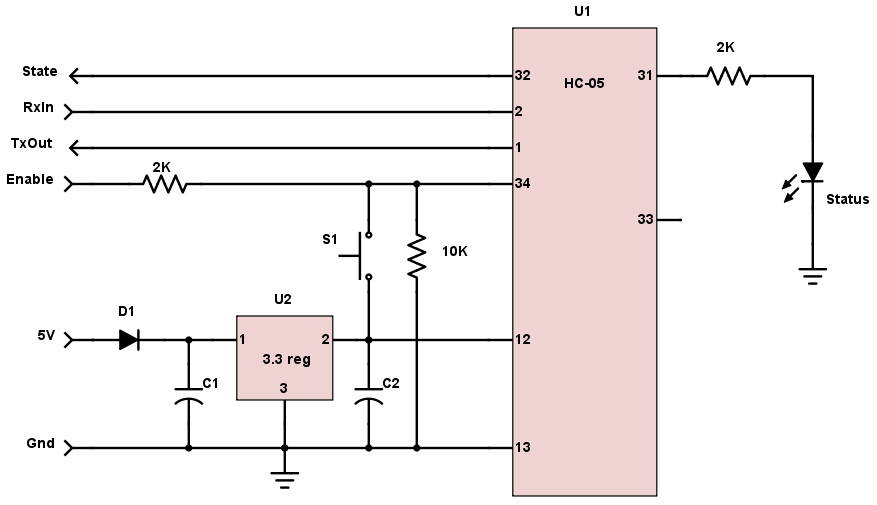 U1
State
32
HC-05
31
2K
RxIn
2
TxOut
1
Enable
2K
34
Status
33
S1
10K
U2
D1
5V
1
2
12
3.3 reg
3
C1
C2
Gnd
13